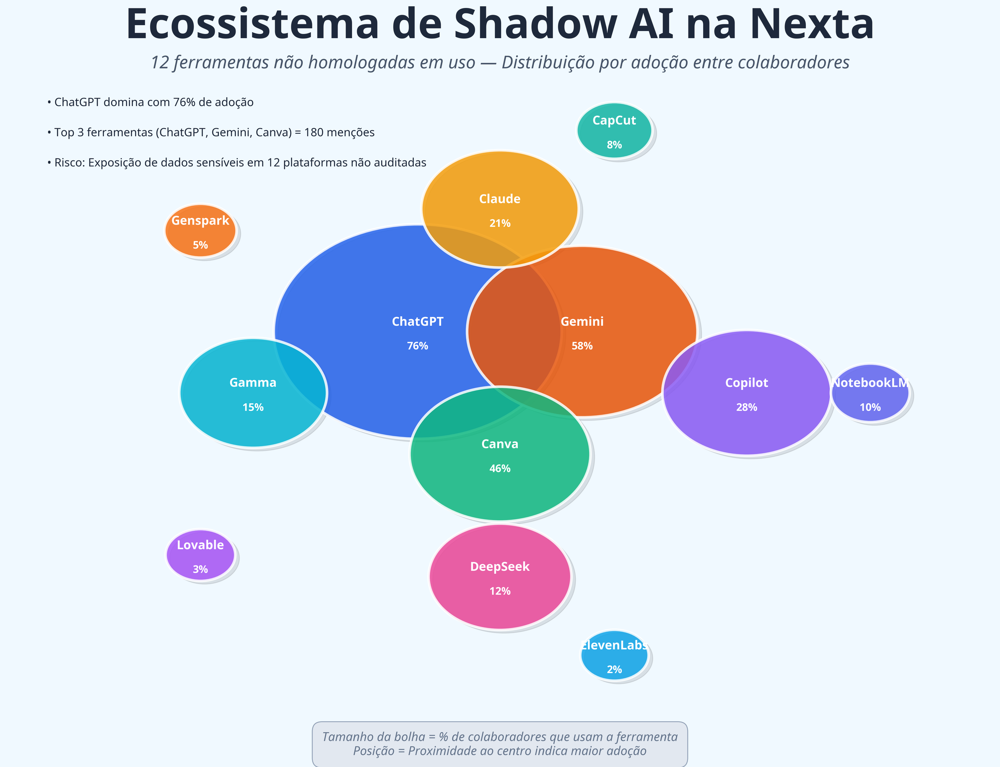 Ecossistema de Shadow AI na Nexta
12 ferramentas não homologadas em uso — Distribuição por adoção entre colaboradores
• ChatGPT domina com 76% de adoção
• Top 3 ferramentas (ChatGPT, Gemini, Canva) = 180 menções
• Risco: Exposição de dados sensíveis em 12 plataformas não auditadas
CapCut
8%
Claude
21%
Genspark
5%
ChatGPT
76%
Gemini
58%
Gamma
15%
Copilot
28%
NotebookLM
10%
Canva
46%
Lovable
3%
DeepSeek
12%
ElevenLabs
2%
Tamanho da bolha = % de colaboradores que usam a ferramenta
Posição = Proximidade ao centro indica maior adoção